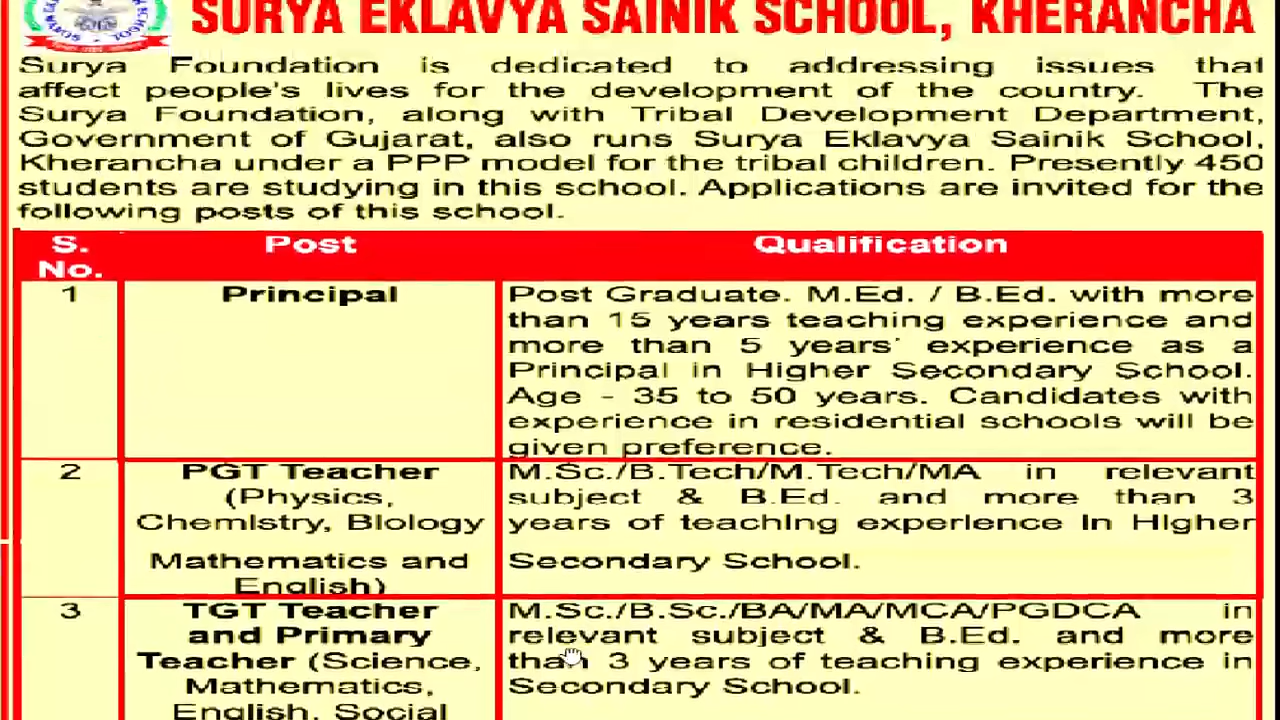 SURYA EKLAVYA SAINIK SCHOOL, KHERANCHA
Surya Foundation is dedicated to addressing issues that
affect people's lives for the development of the country. The
Surya Foundation, along with Tribal Development Department,
Government of Gujarat, also runs Surya Eklavya Sainik School,
Kherancha under a PPP model for the tribal children. Presently 450
students are studying in this school. Applications are invited for the
following posts of this school.
S. No.
Post
Qualification
1
Principal
Post Graduate. M.Ed. / B.Ed. with more
than 15 years teaching experience and
more than 5 years' experience as a
Principal in Higher Secondary School.
Age - 35 to 50 years. Candidates with
experience in residential schools will be
given preference.
2
PGT Teacher
(Physics,
Chemistry, Biology
Mathematics and
English)
M.Sc./B.Tech/M.Tech/MA in relevant
subject & B.Ed. and more than 3
years of teaching experience in Higher
Secondary School.
3
TGT Teacher
and Primary
Teacher (Science,
Mathematics,
English, Social
M.Sc./B.Sc./BA/MA/MCA/PGDCA in
relevant subject & B.Ed. and more
than 3 years of teaching experience in
Secondary School.